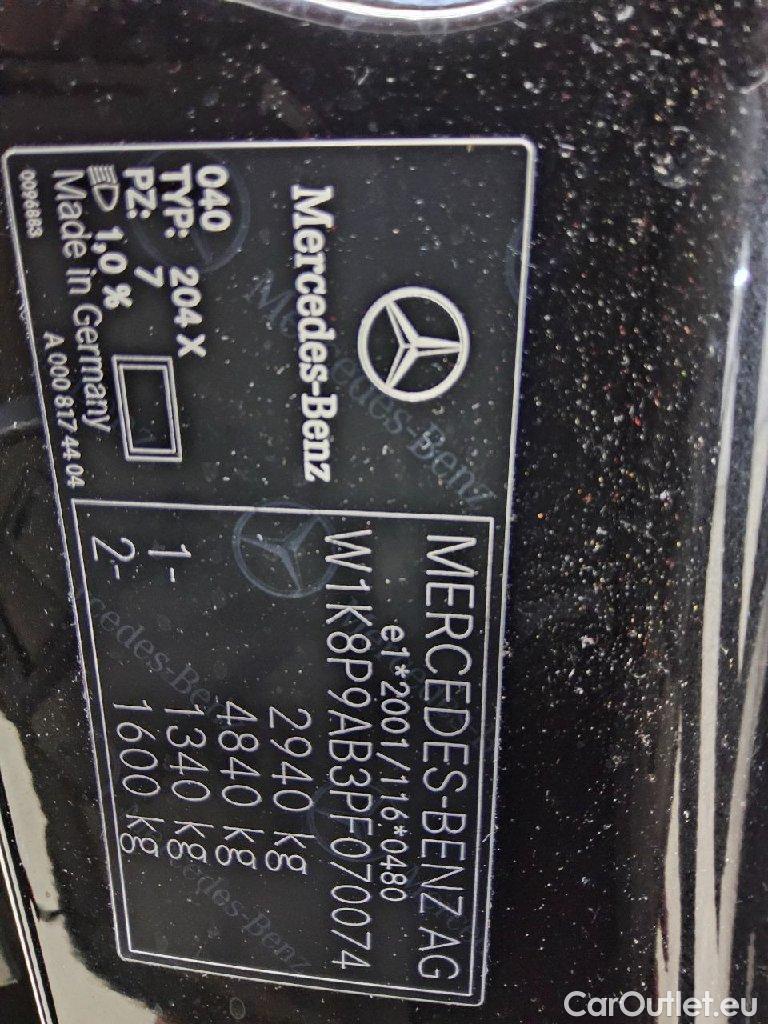 Mercedes-Benz
040
TYP: 204 X
PZ: 7
1,0 %
Made in Germany
0096883
A 000 817 44 04
MERCEDES-BENZ AG
e1*2001/116*0480
W1K8P9AB3PF070074
2940 kg
4840 kg
1- 1340 kg
2- 1600 kg
CarOutlet.eu